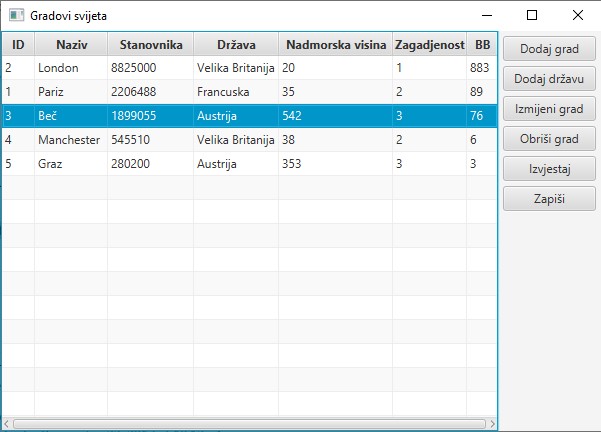 Gradovi svijeta
ID Naziv Stanovnika Država Nadmorska visina Zagadjenost BB
2 London 8825000 Velika Britanija 20 1 883
1 Pariz 2206488 Francuska 35 2 89
3 Beč 1899055 Austrija 542 3 76
4 Manchester 545510 Velika Britanija 38 2 6
5 Graz 280200 Austrija 353 3 3
Dodaj grad
Dodaj državu
Izmijeni grad
Obriši grad
Izvjestaj
Zapiši